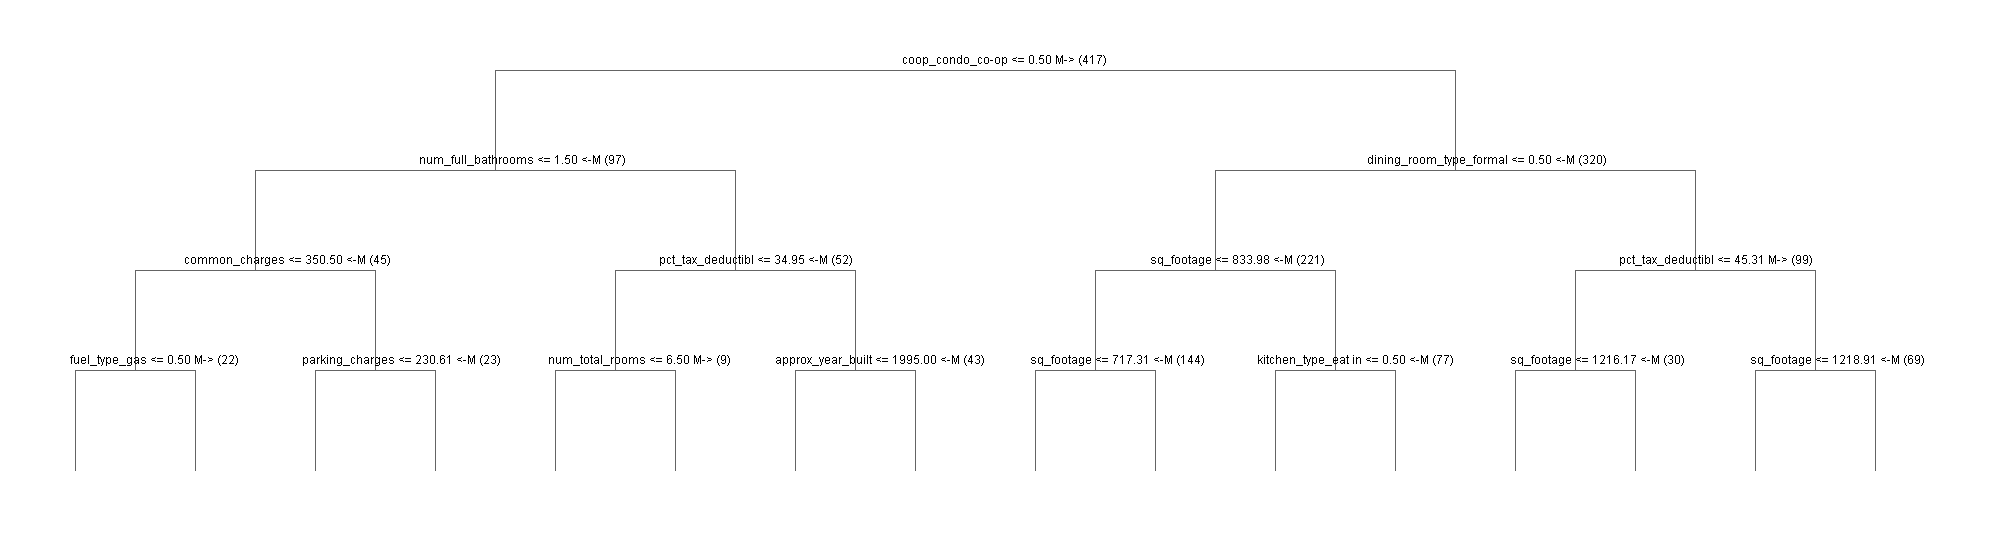 coop_condo_co-op <= 0.50 M-> (417)
num_full_bathrooms <= 1.50 <-M (97)
dining_room_type_formal <= 0.50 <-M (320)
common_charges <= 350.50 <-M (45)
pct_tax_deductibl <= 34.95 <-M (52)
sq_footage <= 833.98 <-M (221)
pct_tax_deductibl <= 45.31 M-> (99)
fuel_type_gas <= 0.50 M-> (22)
parking_charges <= 230.61 <-M (23)
num_total_rooms <= 6.50 M-> (9)
approx_year_built <= 1995.00 <-M (43)
sq_footage <= 717.31 <-M (144)
kitchen_type_eat in <= 0.50 <-M (77)
sq_footage <= 1216.17 <-M (30)
sq_footage <= 1218.91 <-M (69)